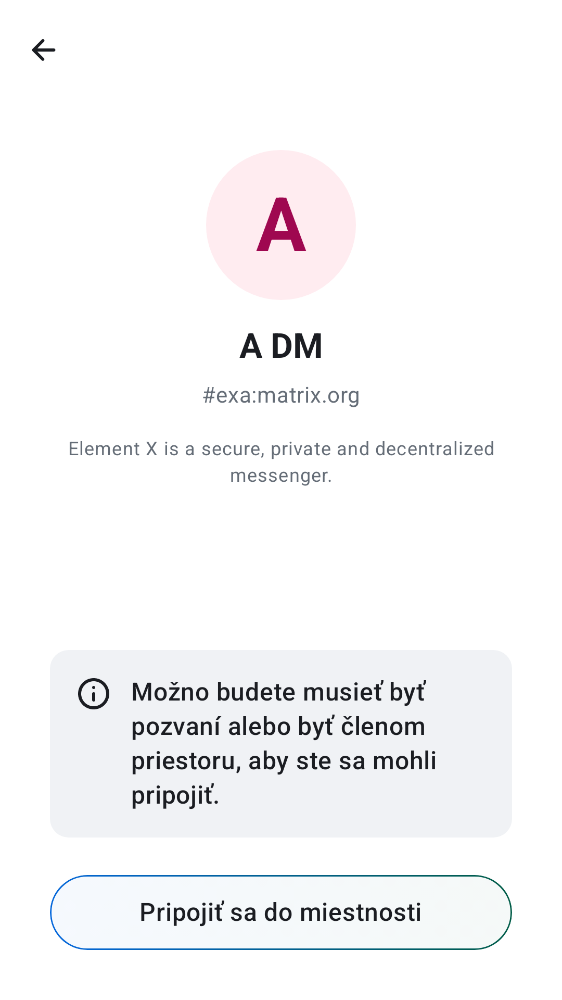 A
A DM
#exa:matrix.org
Element X is a secure, private and decentralized
messenger.
Možno budete musieť byť
pozvaní alebo byť členom
priestoru, aby ste sa mohli
pripojiť.
Pripojiť sa do miestnosti